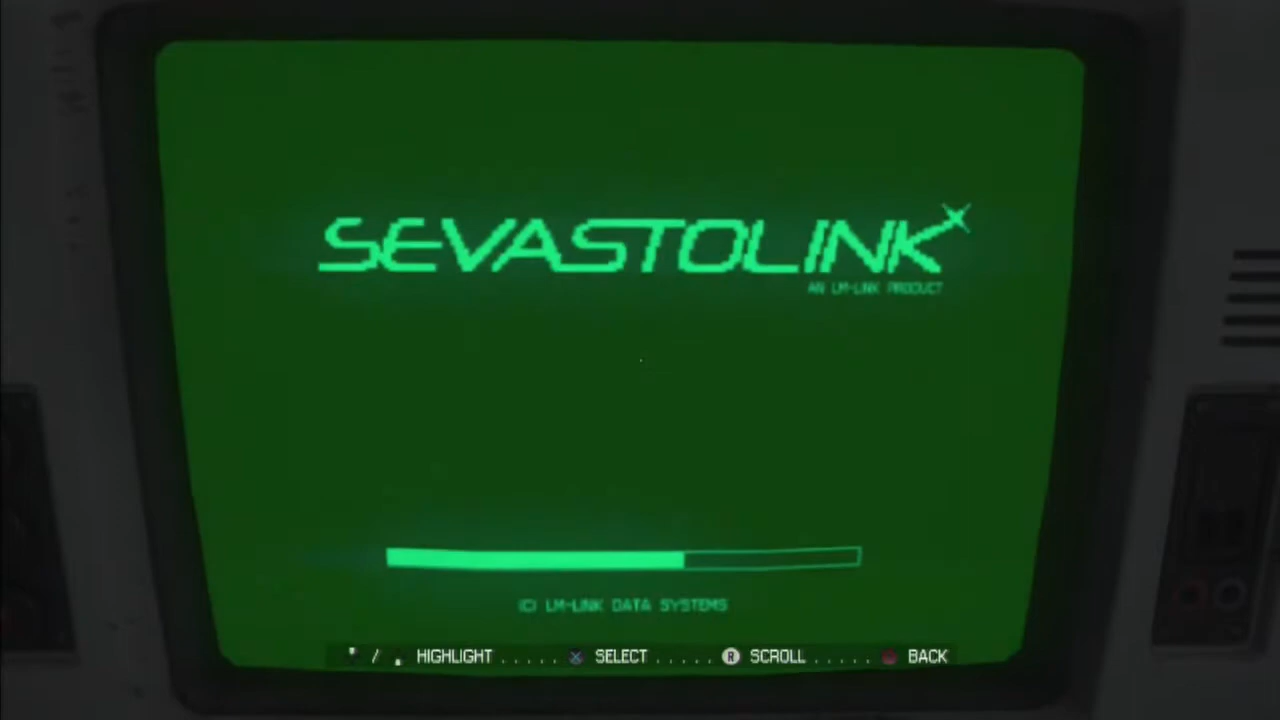 SEVASTOLINK
AN LM-LINK PRODUCT
(C) LM-LINK DATA SYSTEMS
/ HIGHLIGHT ..... SELECT ..... R SCROLL ...... BACK